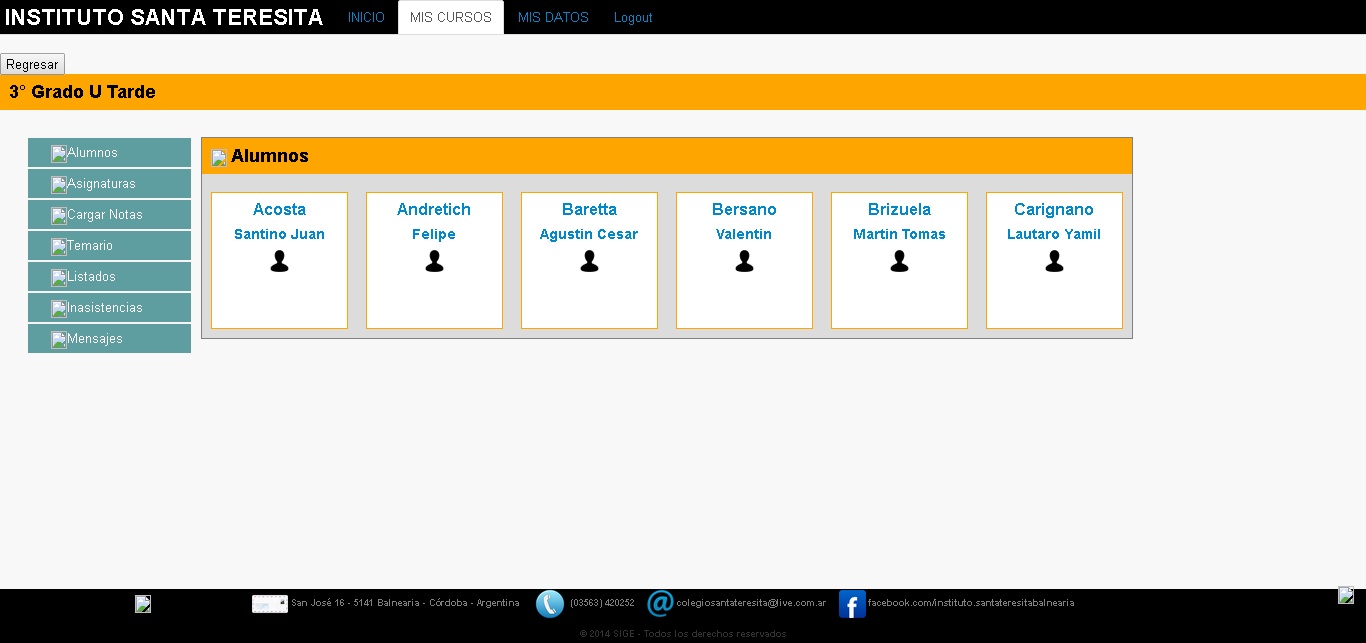 INSTITUTO SANTA TERESITA INICIO MIS CURSOS MIS DATOS Logout
Regresar
3° Grado U Tarde
Alumnos
Asignaturas
Cargar Notas
Temario
Listados
Inasistencias
Mensajes
Alumnos
Acosta
Santino Juan
Andretich
Felipe
Baretta
Agustin Cesar
Bersano
Valentin
Brizuela
Martin Tomas
Carignano
Lautaro Yamil
San José 16 - 5141 Balnearia - Córdoba - Argentina (03563) 420252 colegiosantateresita@live.com.ar facebook.com/instituto.santateresitabalnearia
© 2014 SIGE - Todos los derechos reservados